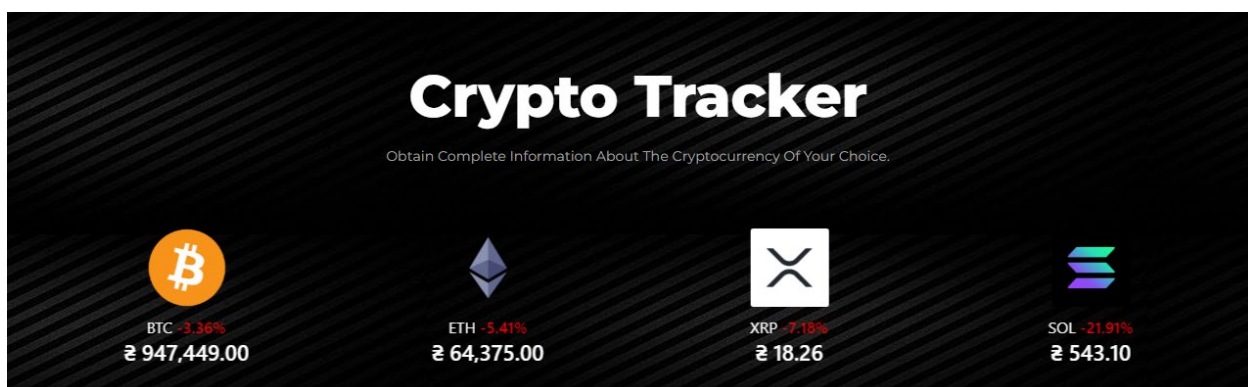 Crypto Tracker
Obtain Complete Information About The Cryptocurrency Of Your Choice.
BTC -3.36%
₴ 947,449.00
ETH -5.41%
₴ 64,375.00
XRP -7.18%
₴ 18.26
SOL -21.91%
₴ 543.10